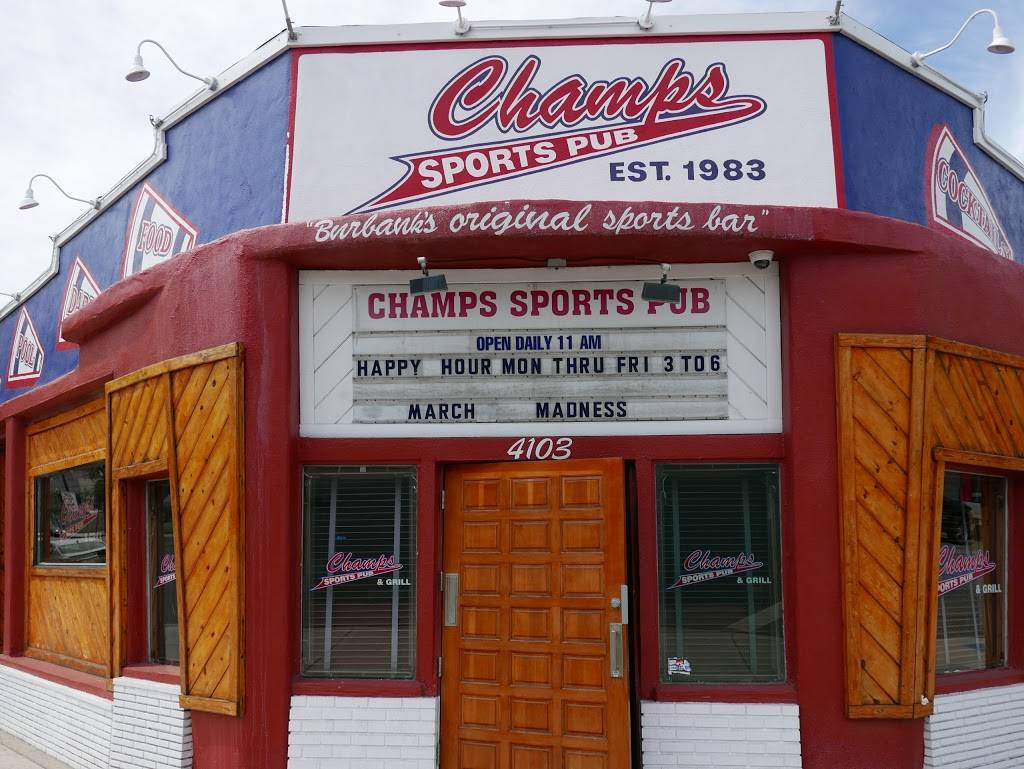 Champs
SPORTS PUB
EST. 1983
"Burbank's original sports bar"
FOOD
DARTS
POOL
COCKTAILS
CHAMPS SPORTS PUB
OPEN DAILY 11 AM
HAPPY HOUR MON THRU FRI 3 TO 6
MARCH MADNESS
4103
Champs
SPORTS PUB
& GRILL
Champs
SPORTS PUB
& GRILL
Champs
SPORTS PUB
& GRILL